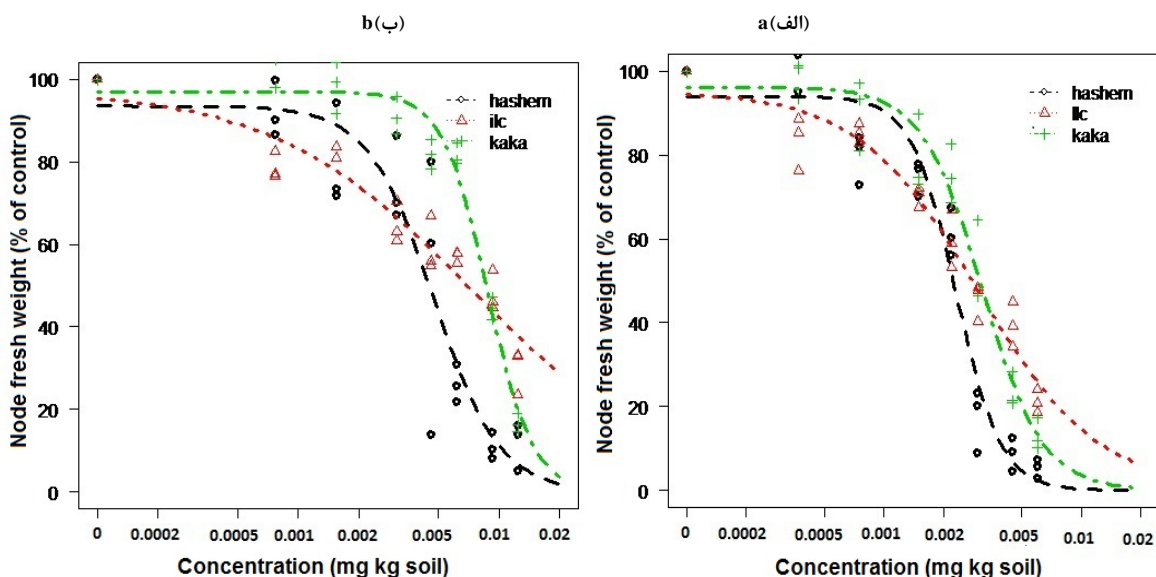 b(ب)
Node fresh weight (% of control)
100
80
60
40
20
0
hashem
ilc
kaka
0 0.0002 0.0005 0.001 0.002 0.005 0.01 0.02
Concentration (mg kg soil)
a(الف)
Node fresh weight (% of control)
100
80
60
40
20
0
hashem
llc
kaka
0 0.0002 0.0005 0.001 0.002 0.005 0.01 0.02
Concentration (mg kg soil)